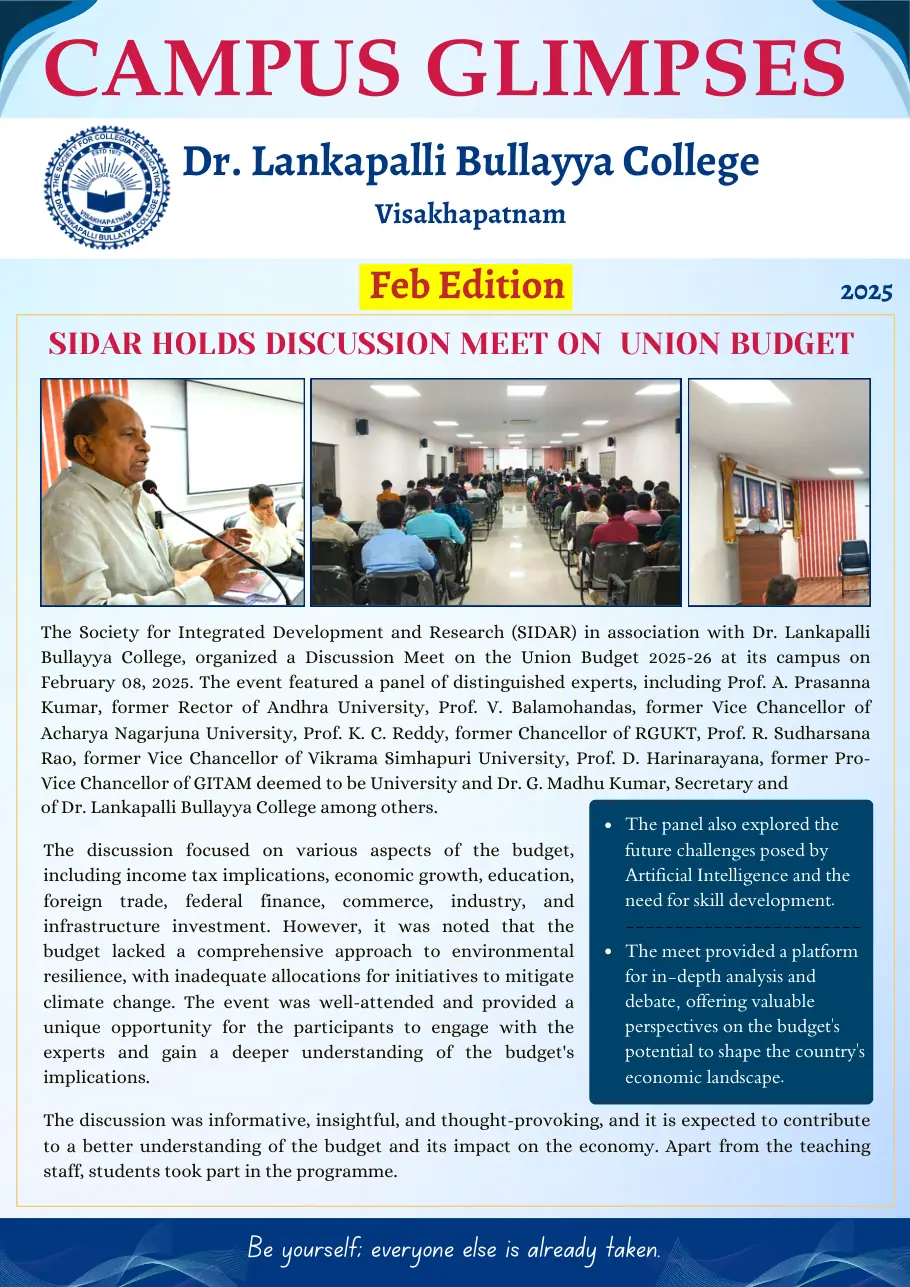 CAMPUS GLIMPSES
THE SOCIETY FOR COLLEGIATE EDUCATION
ESTD 1973
VISAKHAPATNAM
DR.LANKAPALLI BULLAYYA COLLEGE
Dr. Lankapalli Bullayya College
Visakhapatnam
Feb Edition
2025
SIDAR HOLDS DISCUSSION MEET ON UNION BUDGET
The Society for Integrated Development and Research (SIDAR) in association with Dr. Lankapalli
Bullayya College, organized a Discussion Meet on the Union Budget 2025-26 at its campus on
February 08, 2025. The event featured a panel of distinguished experts, including Prof. A. Prasanna
Kumar, former Rector of Andhra University, Prof. V. Balamohandas, former Vice Chancellor of
Acharya Nagarjuna University, Prof. K. C. Reddy, former Chancellor of RGUKT, Prof. R. Sudharsana
Rao, former Vice Chancellor of Vikrama Simhapuri University, Prof. D. Harinarayana, former Pro-
Vice Chancellor of GITAM deemed to be University and Dr. G. Madhu Kumar, Secretary and
of Dr. Lankapalli Bullayya College among others.
The discussion focused on various aspects of the budget,
including income tax implications, economic growth, education,
foreign trade, federal finance, commerce, industry, and
infrastructure investment. However, it was noted that the
budget lacked a comprehensive approach to environmental
resilience, with inadequate allocations for initiatives to mitigate
climate change. The event was well-attended and provided a
unique opportunity for the participants to engage with the
experts and gain a deeper understanding of the budget's
implications.
• The panel also explored the
future challenges posed by
Artificial Intelligence and the
need for skill development.
• The meet provided a platform
for in-depth analysis and
debate, offering valuable
perspectives on the budget's
potential to shape the country's
economic landscape.
The discussion was informative, insightful, and thought-provoking, and it is expected to contribute
to a better understanding of the budget and its impact on the economy. Apart from the teaching
staff, students took part in the programme.
Be yourself; everyone else is already taken.